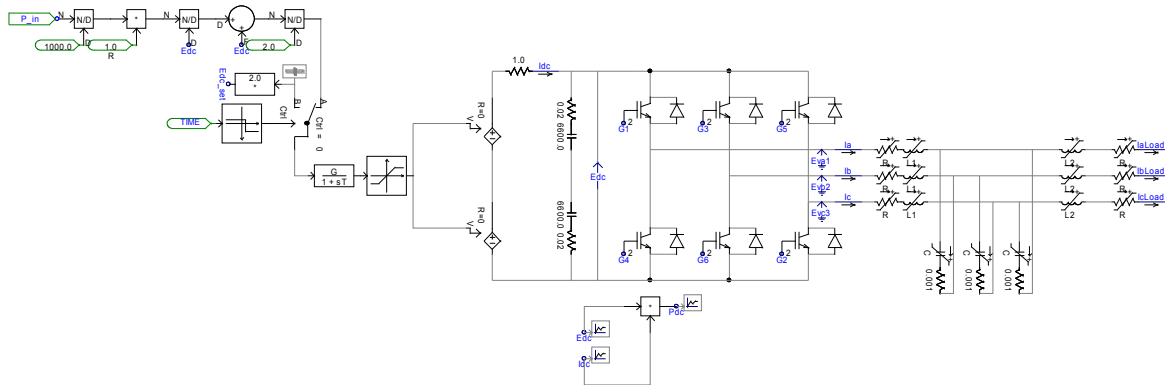 P_in
N
N/D
D
1000.0
*
1.0
R
N
N/D
D
Edc
D
+
+
F
Edc
N
N/D
D
2.0
Edc_set
2.0
*
B
A
Ctrl
Ctrl = 0
TIME
G
1 + sT
V
R=0
V
R=0
1.0
Idc
0.02
6600.0
6600.0
0.02
Edc
G1
2
G3
2
G5
2
G4
2
G6
2
G2
2
Eva1
Evb2
Evc3
Ia
Ib
Ic
R
L1
R
L1
R
L1
L2
R
IaLoad
L2
R
IbLoad
L2
R
IcLoad
C
0.001
C
0.001
C
0.001
*
Pdc
Edc
Idc